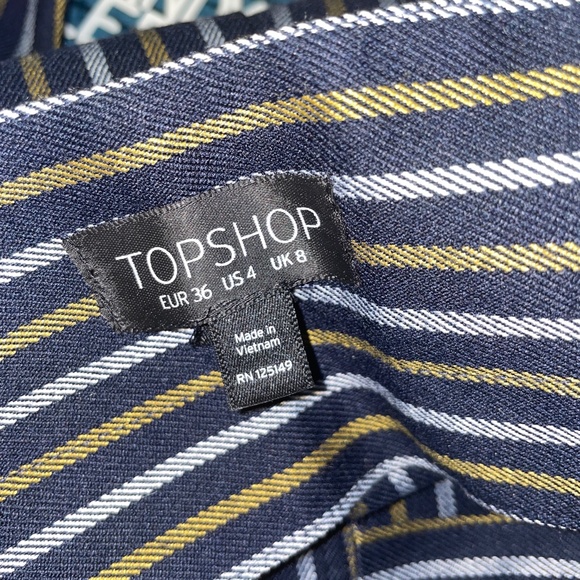 TOPSHOP
EUR 36 US 4 UK 8
Made in
Vietnam
RN 125149